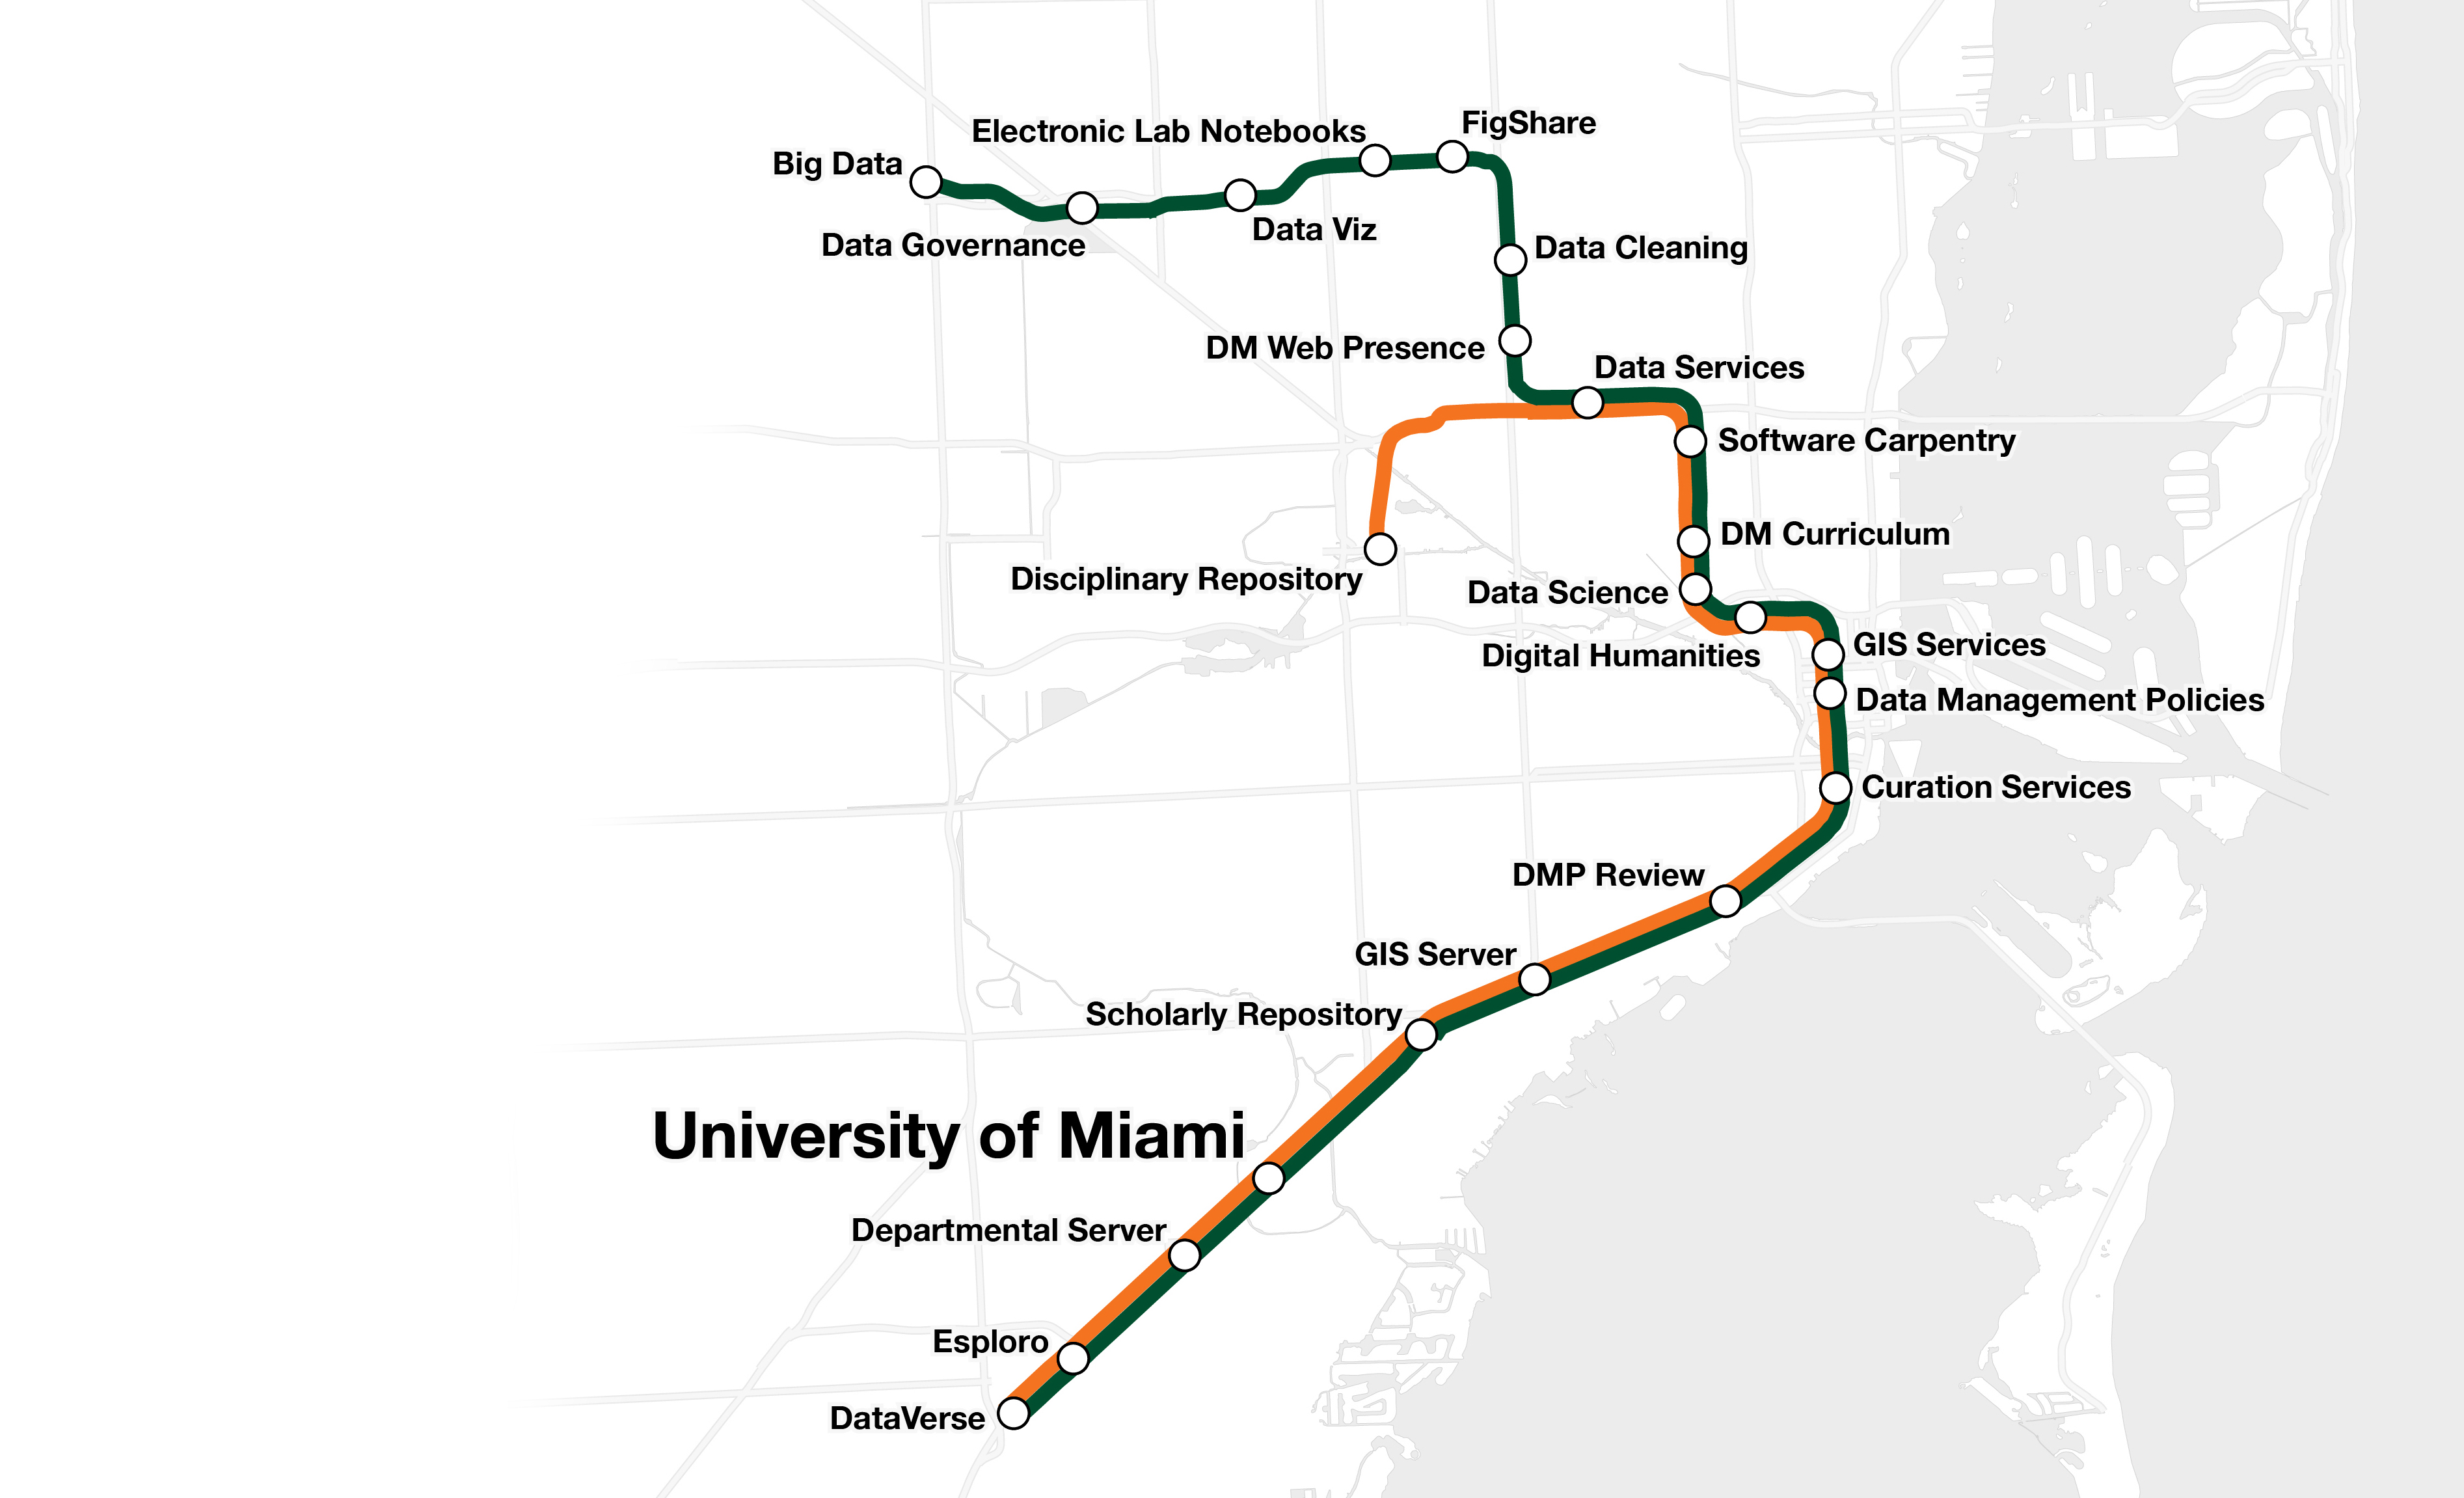 FigShare
Electronic Lab Notebooks
Big Data
Data Viz
Data Governance
Data Cleaning
DM Web Presence
Data Services
Software Carpentry
DM Curriculum
Disciplinary Repository
Data Science
GIS Services
Digital Humanities
Data Management Policies
Curation Services
DMP Review
GIS Server
Scholarly Repository
University of Miami
Departmental Server
Esploro
DataVerse